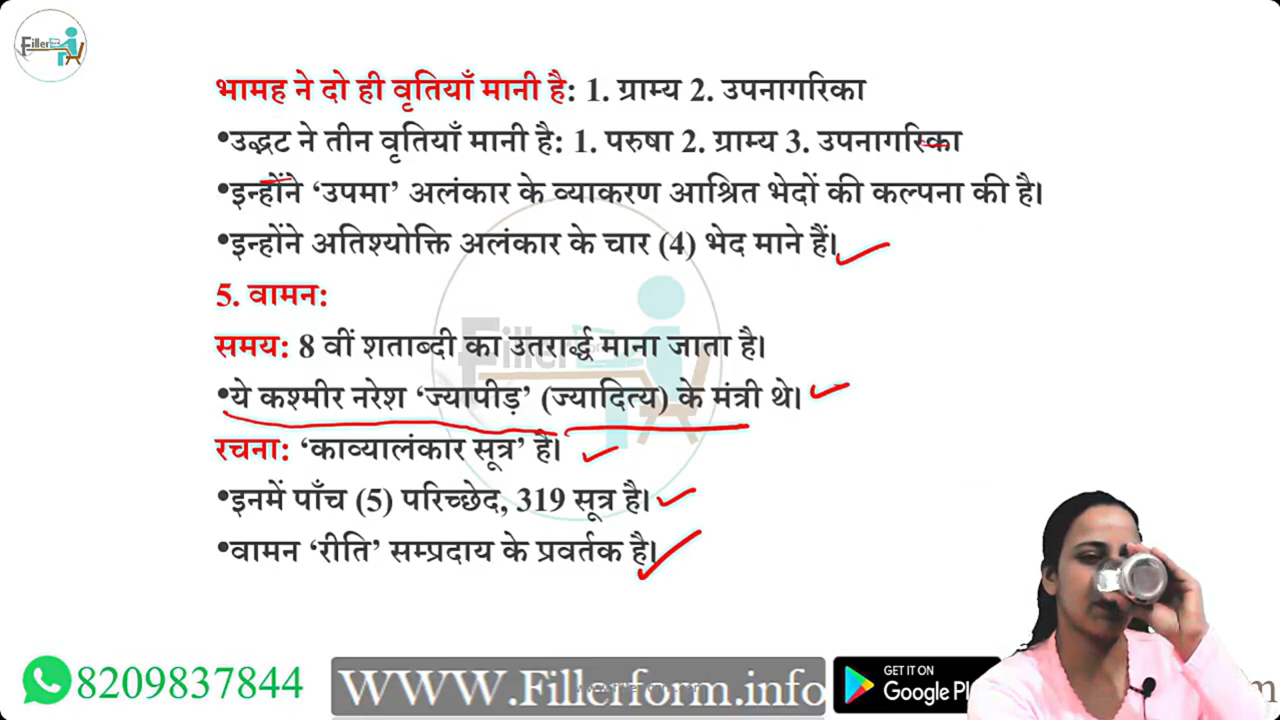 Fillerform
भामह ने दो ही वृतियाँ मानी है: 1. ग्राम्य 2. उपनागरिका
•उद्भट ने तीन वृतियाँ मानी है: 1. परुषा 2. ग्राम्य 3. उपनागरिका
•इन्होंने ‘उपमा’ अलंकार के व्याकरण आश्रित भेदों की कल्पना की है।
•इन्होंने अतिश्योक्ति अलंकार के चार (4) भेद माने हैं।
5. वामन:
समय: 8 वीं शताब्दी का उतरार्द्ध माना जाता है।
•ये कश्मीर नरेश ‘ज्यापीड़’ (ज्यादित्य) के मंत्री थे।
रचना: ‘काव्यालंकार सूत्र’ है।
•इनमें पाँच (5) परिच्छेद, 319 सूत्र है।
•वामन ‘रीति’ सम्प्रदाय के प्रवर्तक है।
8209837844
WWW.Fillerform.info
GET IT ON
Google Pl